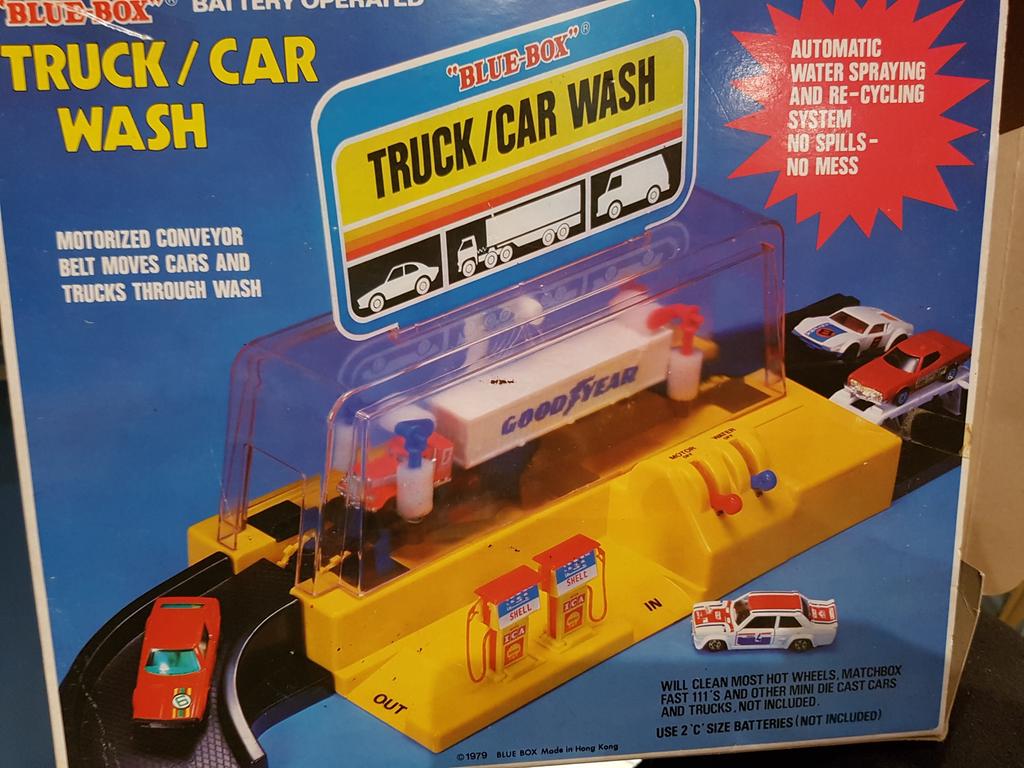 "BLUE-BOX"® BATTERY OPERATED
TRUCK/CAR
WASH
"BLUE-BOX"®
TRUCK/CAR WASH
AUTOMATIC
WATER SPRAYING
AND RE-CYCLING
SYSTEM
NO SPILLS-
NO MESS
MOTORIZED CONVEYOR
BELT MOVES CARS AND
TRUCKS THROUGH WASH
GOODYEAR
MOTOR
WATER
SHELL
SHELL
ICA
ICA
IN
OUT
WILL CLEAN MOST HOT WHEELS, MATCHBOX
FAST 111'S AND OTHER MINI DIE CAST CARS
AND TRUCKS, NOT INCLUDED.
USE 2 'C' SIZE BATTERIES (NOT INCLUDED)
©1979 BLUE BOX Made in Hong Kong